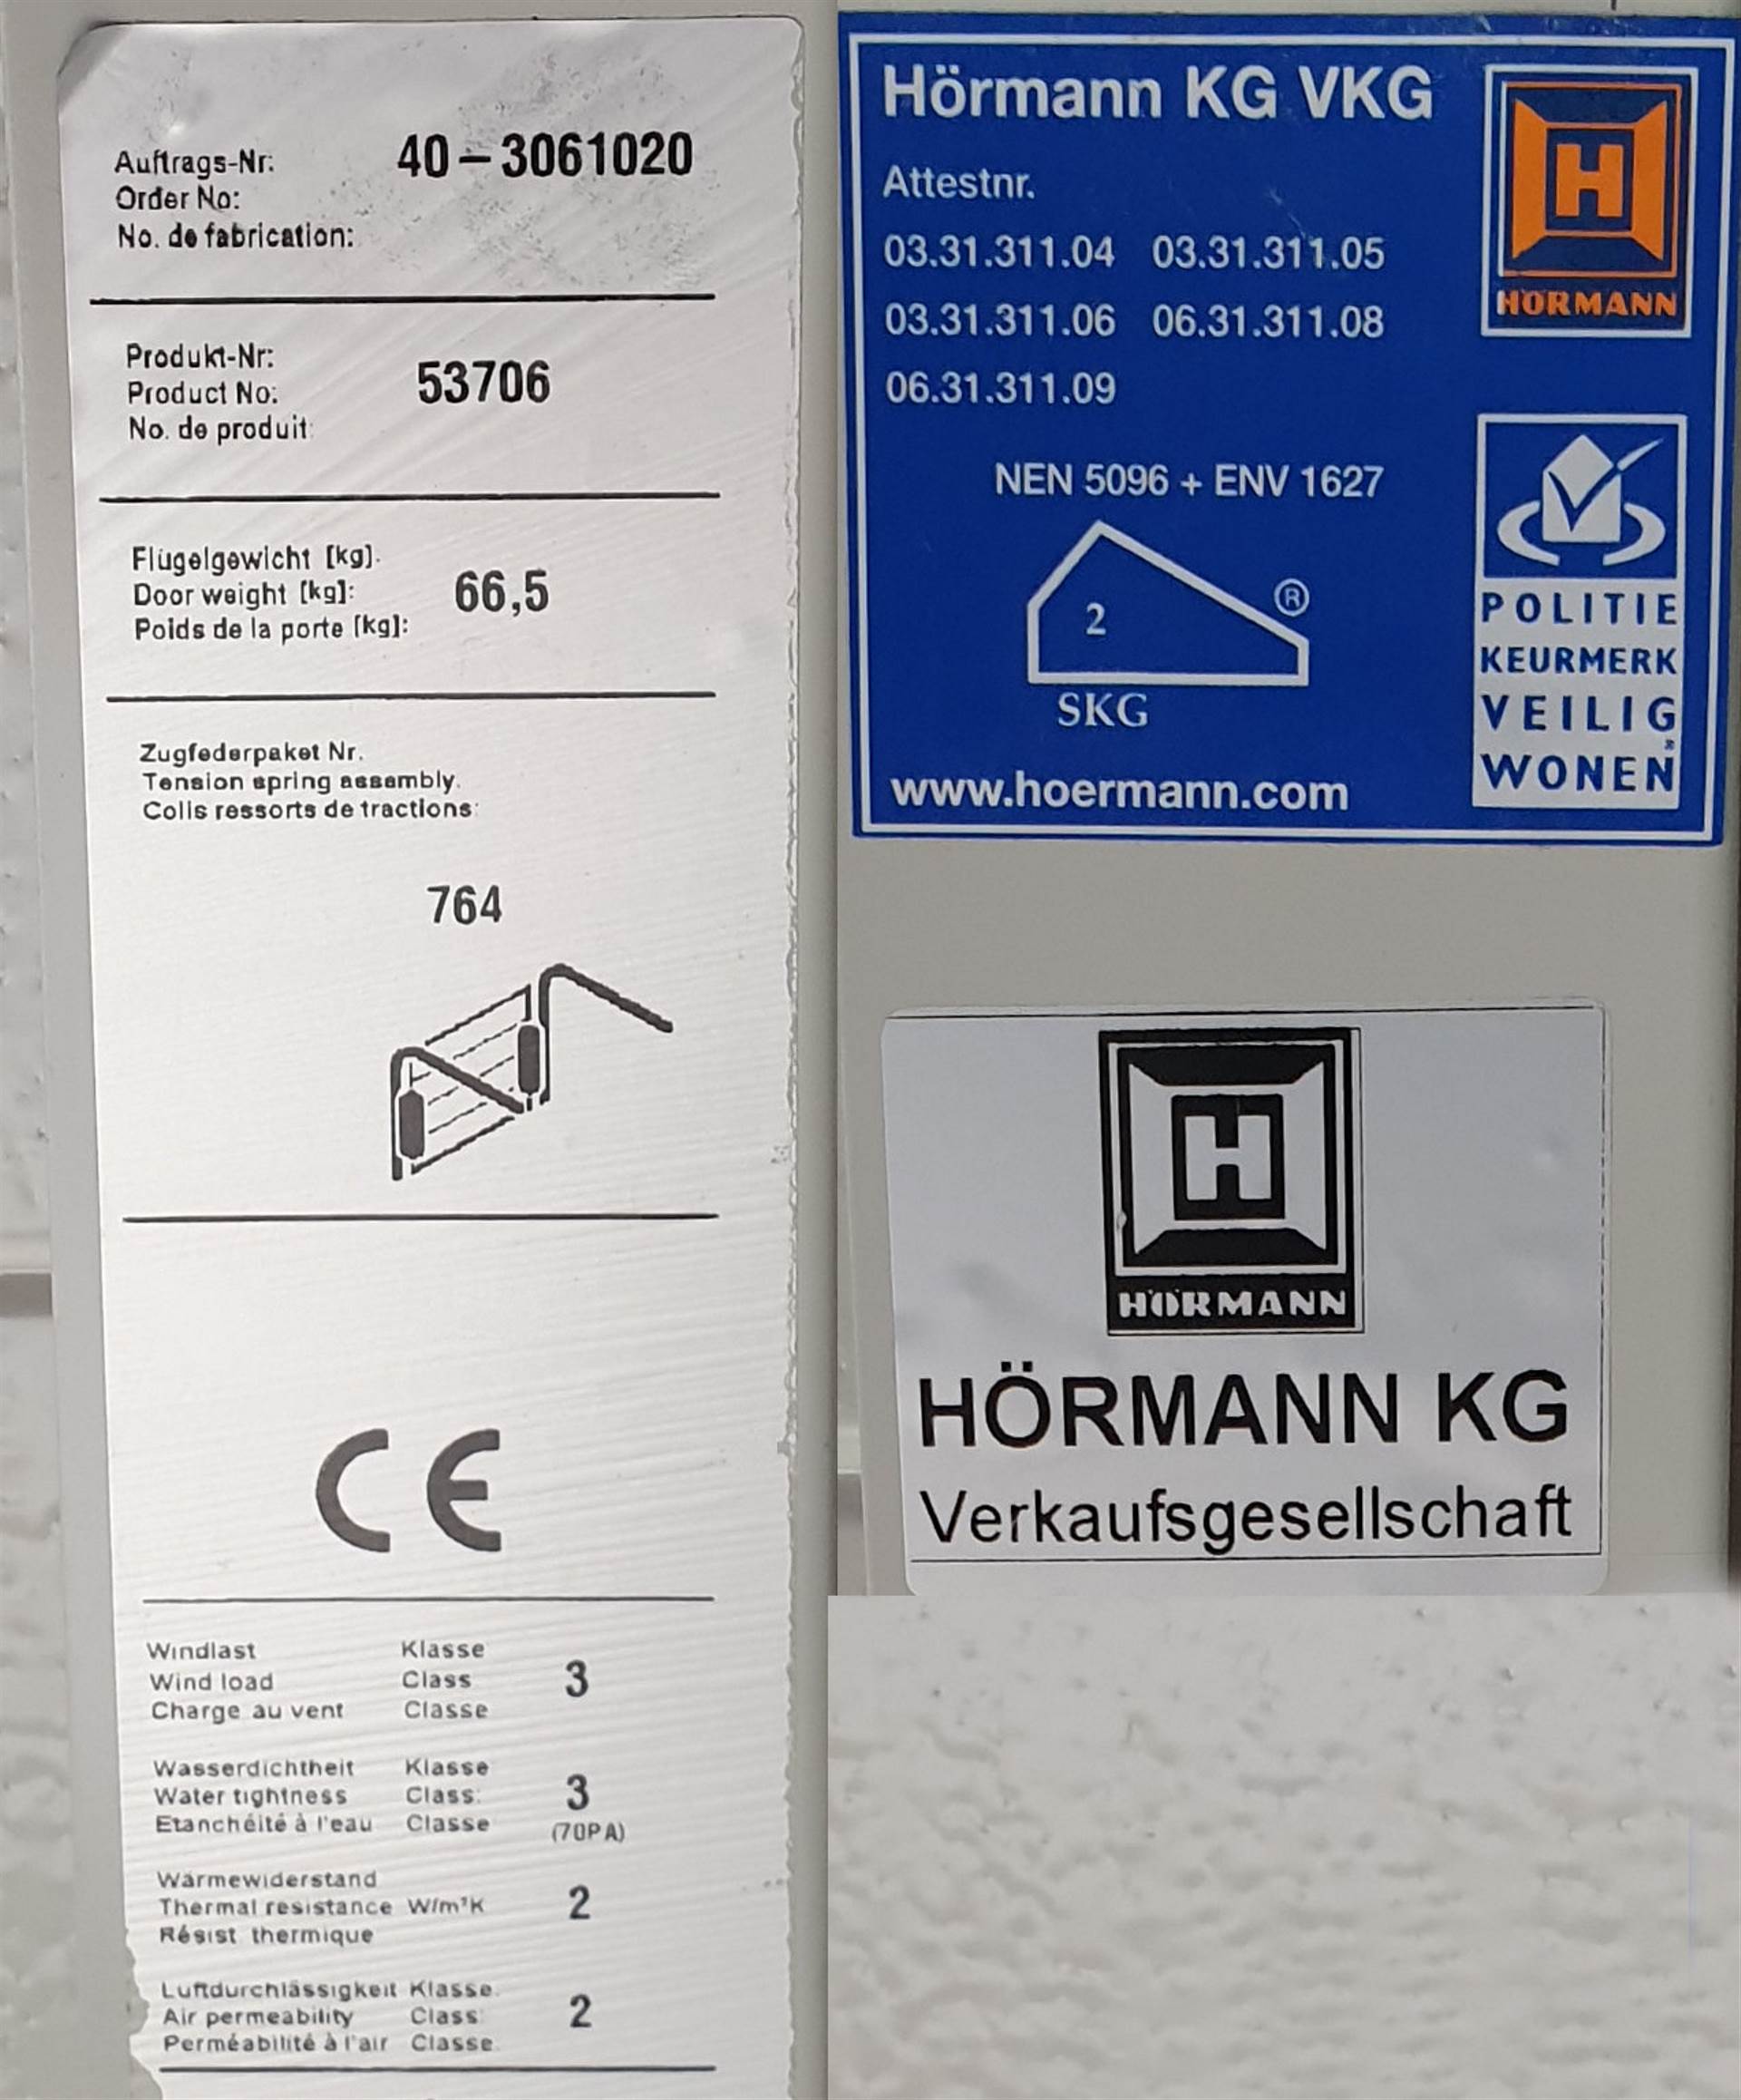 Auftrags-Nr:
Order No:
No. de fabrication:
40-3061020
Produkt-Nr:
Product No:
No. de produit:
53706
Flügelgewicht [kg]:
Door weight [kg]:
Poids de la porte [kg]:
66,5
Zugfederpaket Nr.
Tension spring assembly.
Colis ressorts de tractions:
764
CE
Windlast Klasse
Wind load Class 3
Charge au vent Classe
Wasserdichtheit Klasse
Water tightness Class: 3
Etanchéité à l'eau Classe (70PA)
Wärmewiderstand
Thermal resistance W/m²K 2
Résist thermique
Luftdurchlässigkeit Klasse.
Air permeability Class: 2
Perméabilité à l'air Classe.
Hörmann KG VKG
Attestnr.
03.31.311.04 03.31.311.05
03.31.311.06 06.31.311.08
06.31.311.09
H
HÖRMANN
NEN 5096 + ENV 1627
2
®
SKG
www.hoermann.com
POLITIE
KEURMERK
VEILIG
WONEN
H
HÖRMANN
HÖRMANN KG
Verkaufsgesellschaft